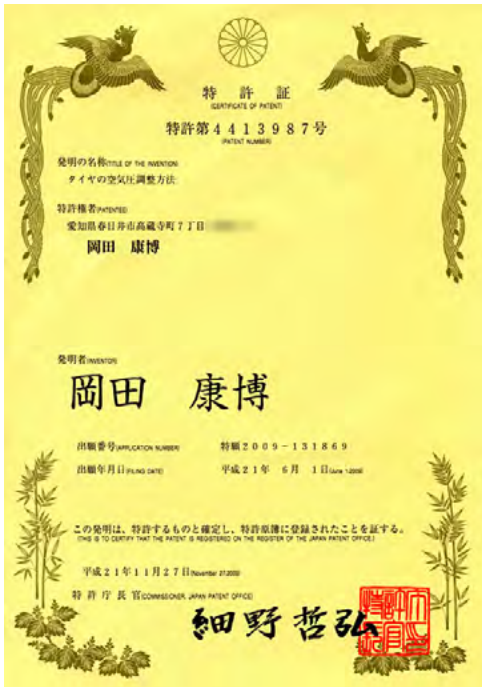 特許証
(CERTIFICATE OF PATENT)
特許第4413987号
(PATENT NUMBER)
発明の名称(TITLE OF THE INVENTION)
タイヤの空気圧調整方法
特許権者(PATENTEE)
愛知県春日井市高蔵寺町7丁目
岡田 康博
発明者(INVENTOR)
岡田 康博
出願番号(APPLICATION NUMBER) 特願2009-131869
出願年月日(FILING DATE) 平成21年 6月 1日(June 1,2009)
この発明は、特許するものと確定し、特許原簿に登録されたことを証する。
(THIS IS TO CERTIFY THAT THE PATENT IS REGISTERED ON THE REGISTER OF THE JAPAN PATENT OFFICE.)
平成21年11月27日(November 27,2009)
特許庁長官(COMMISSIONER, JAPAN PATENT OFFICE)
細野哲弘